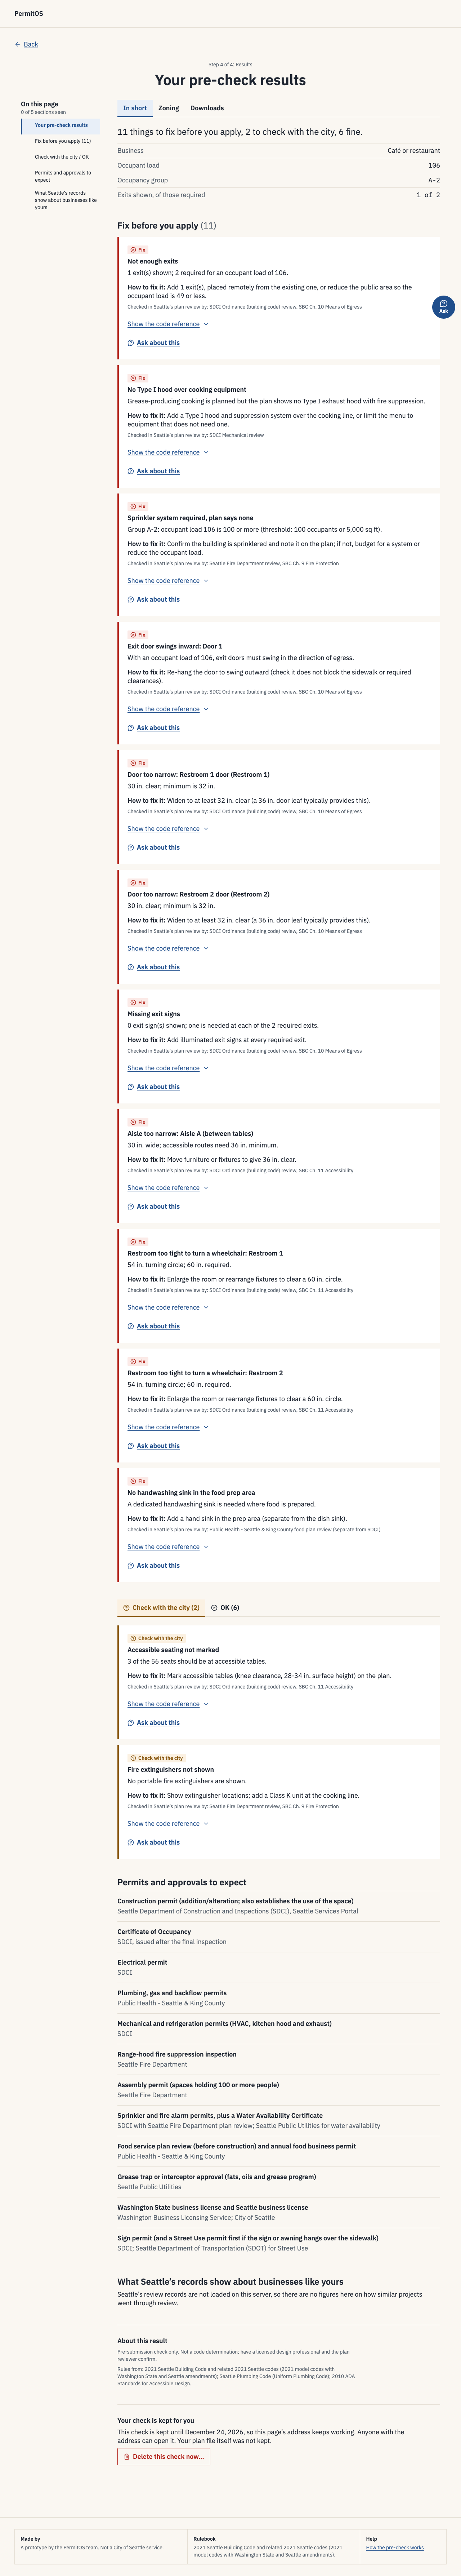 PermitOS
← Back
Step 4 of 4: Results
Your pre-check results
On this page
0 of 5 sections seen
Your pre-check results
Fix before you apply (11)
Check with the city / OK
Permits and approvals to
expect
What Seattle's records
show about businesses like
yours
In short
Zoning
Downloads
11 things to fix before you apply, 2 to check with the city, 6 fine.
Business Café or restaurant
Occupant load 106
Occupancy group A-2
Exits shown, of those required 1 of 2
Fix before you apply (11)
Fix
Not enough exits
1 exit(s) shown; 2 required for an occupant load of 106.
How to fix it: Add 1 exit(s), placed remotely from the existing one, or reduce the public area so the
occupant load is 49 or less.
Checked in Seattle's plan review by: SDCI Ordinance (building code) review, SBC Ch. 10 Means of Egress
Show the code reference
Ask about this
Ask
Fix
No Type I hood over cooking equipment
Grease-producing cooking is planned but the plan shows no Type I exhaust hood with fire suppression.
How to fix it: Add a Type I hood and suppression system over the cooking line, or limit the menu to
equipment that does not need one.
Checked in Seattle's plan review by: SDCI Mechanical review
Show the code reference
Ask about this
Fix
Sprinkler system required, plan says none
Group A-2: occupant load 106 is 100 or more (threshold: 100 occupants or 5,000 sq ft).
How to fix it: Confirm the building is sprinklered and note it on the plan; if not, budget for a system or
reduce the occupant load.
Checked in Seattle's plan review by: Seattle Fire Department review, SBC Ch. 9 Fire Protection
Show the code reference
Ask about this
Fix
Exit door swings inward: Door 1
With an occupant load of 106, exit doors must swing in the direction of egress.
How to fix it: Re-hang the door to swing outward (check it does not block the sidewalk or required
clearances).
Checked in Seattle's plan review by: SDCI Ordinance (building code) review, SBC Ch. 10 Means of Egress
Show the code reference
Ask about this
Fix
Door too narrow: Restroom 1 door (Restroom 1)
30 in. clear; minimum is 32 in.
How to fix it: Widen to at least 32 in. clear (a 36 in. door leaf typically provides this).
Checked in Seattle's plan review by: SDCI Ordinance (building code) review, SBC Ch. 10 Means of Egress
Show the code reference
Ask about this
Fix
Door too narrow: Restroom 2 door (Restroom 2)
30 in. clear; minimum is 32 in.
How to fix it: Widen to at least 32 in. clear (a 36 in. door leaf typically provides this).
Checked in Seattle's plan review by: SDCI Ordinance (building code) review, SBC Ch. 10 Means of Egress
Show the code reference
Ask about this
Fix
Missing exit signs
0 exit sign(s) shown; one is needed at each of the 2 required exits.
How to fix it: Add illuminated exit signs at every required exit.
Checked in Seattle's plan review by: SDCI Ordinance (building code) review, SBC Ch. 10 Means of Egress
Show the code reference
Ask about this
Fix
Aisle too narrow: Aisle A (between tables)
30 in. wide; accessible routes need 36 in. minimum.
How to fix it: Move furniture or fixtures to give 36 in. clear.
Checked in Seattle's plan review by: SDCI Ordinance (building code) review, SBC Ch. 11 Accessibility
Show the code reference
Ask about this
Fix
Restroom too tight to turn a wheelchair: Restroom 1
54 in. turning circle; 60 in. required.
How to fix it: Enlarge the room or rearrange fixtures to clear a 60 in. circle.
Checked in Seattle's plan review by: SDCI Ordinance (building code) review, SBC Ch. 11 Accessibility
Show the code reference
Ask about this
Fix
Restroom too tight to turn a wheelchair: Restroom 2
54 in. turning circle; 60 in. required.
How to fix it: Enlarge the room or rearrange fixtures to clear a 60 in. circle.
Checked in Seattle's plan review by: SDCI Ordinance (building code) review, SBC Ch. 11 Accessibility
Show the code reference
Ask about this
Fix
No handwashing sink in the food prep area
A dedicated handwashing sink is needed where food is prepared.
How to fix it: Add a hand sink in the prep area (separate from the dish sink).
Checked in Seattle's plan review by: Public Health - Seattle & King County food plan review (separate from SDCI)
Show the code reference
Ask about this
Check with the city (2)
OK (6)
Check with the city
Accessible seating not marked
3 of the 56 seats should be at accessible tables.
How to fix it: Mark accessible tables (knee clearance, 28-34 in. surface height) on the plan.
Checked in Seattle's plan review by: SDCI Ordinance (building code) review, SBC Ch. 11 Accessibility
Show the code reference
Ask about this
Check with the city
Fire extinguishers not shown
No portable fire extinguishers are shown.
How to fix it: Show extinguisher locations; add a Class K unit at the cooking line.
Checked in Seattle's plan review by: Seattle Fire Department review, SBC Ch. 9 Fire Protection
Show the code reference
Ask about this
Permits and approvals to expect
Construction permit (addition/alteration; also establishes the use of the space)
Seattle Department of Construction and Inspections (SDCI), Seattle Services Portal
Certificate of Occupancy
SDCI, issued after the final inspection
Electrical permit
SDCI
Plumbing, gas and backflow permits
Public Health - Seattle & King County
Mechanical and refrigeration permits (HVAC, kitchen hood and exhaust)
SDCI
Range-hood fire suppression inspection
Seattle Fire Department
Assembly permit (spaces holding 100 or more people)
Seattle Fire Department
Sprinkler and fire alarm permits, plus a Water Availability Certificate
SDCI with Seattle Fire Department plan review; Seattle Public Utilities for water availability
Food service plan review (before construction) and annual food business permit
Public Health - Seattle & King County
Grease trap or interceptor approval (fats, oils and grease program)
Seattle Public Utilities
Washington State business license and Seattle business license
Washington Business Licensing Service; City of Seattle
Sign permit (and a Street Use permit first if the sign or awning hangs over the sidewalk)
SDCI; Seattle Department of Transportation (SDOT) for Street Use
What Seattle's records show about businesses like yours
Seattle's review records are not loaded on this server, so there are no figures here on how similar projects
went through review.
About this result
Pre-submission check only. Not a code determination; have a licensed design professional and the plan
reviewer confirm.
Rules from: 2021 Seattle Building Code and related 2021 Seattle codes (2021 model codes with
Washington State and Seattle amendments); Seattle Plumbing Code (Uniform Plumbing Code); 2010 ADA
Standards for Accessible Design.
Your check is kept for you
This check is kept until December 24, 2026, so this page's address keeps working. Anyone with the
address can open it. Your plan file itself was not kept.
Delete this check now...
Made by
A prototype by the PermitOS team. Not a City of Seattle service.
Rulebook
2021 Seattle Building Code and related 2021 Seattle codes (2021
model codes with Washington State and Seattle amendments).
Help
How the pre-check works